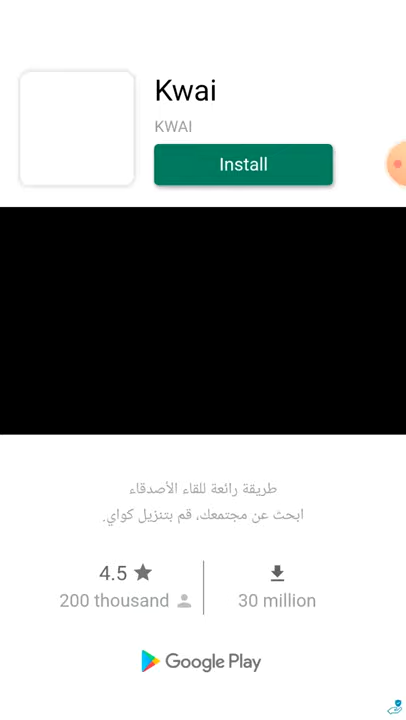 Kwai
KWAI
Install
طريقة رائعة للقاء الأصدقاء
ابحث عن مجتمعك، قم بتنزيل كواي.
4.5
200 thousand
30 million
Google Play